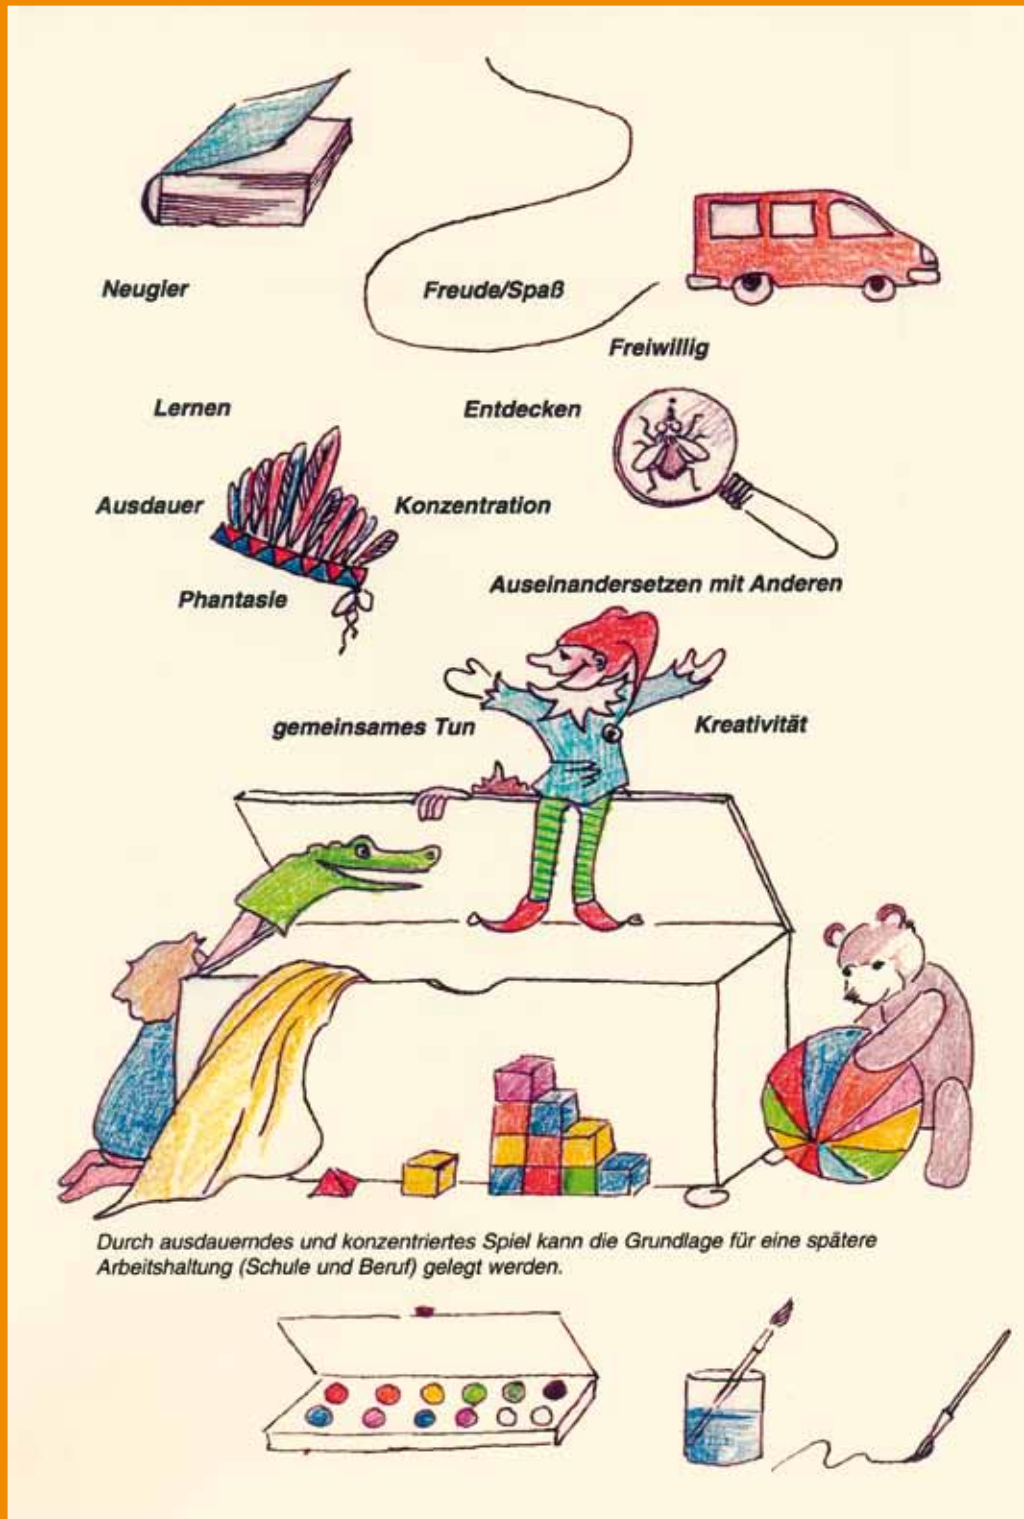 Neugier
Freude/Spaß
Freiwillig
Lernen
Entdecken
Ausdauer
Konzentration
Phantasie
Auseinandersetzen mit Anderen
gemeinsames Tun
Kreativität
Durch ausdauerndes und konzentriertes Spiel kann die Grundlage für eine spätere
Arbeitshaltung (Schule und Beruf) gelegt werden.